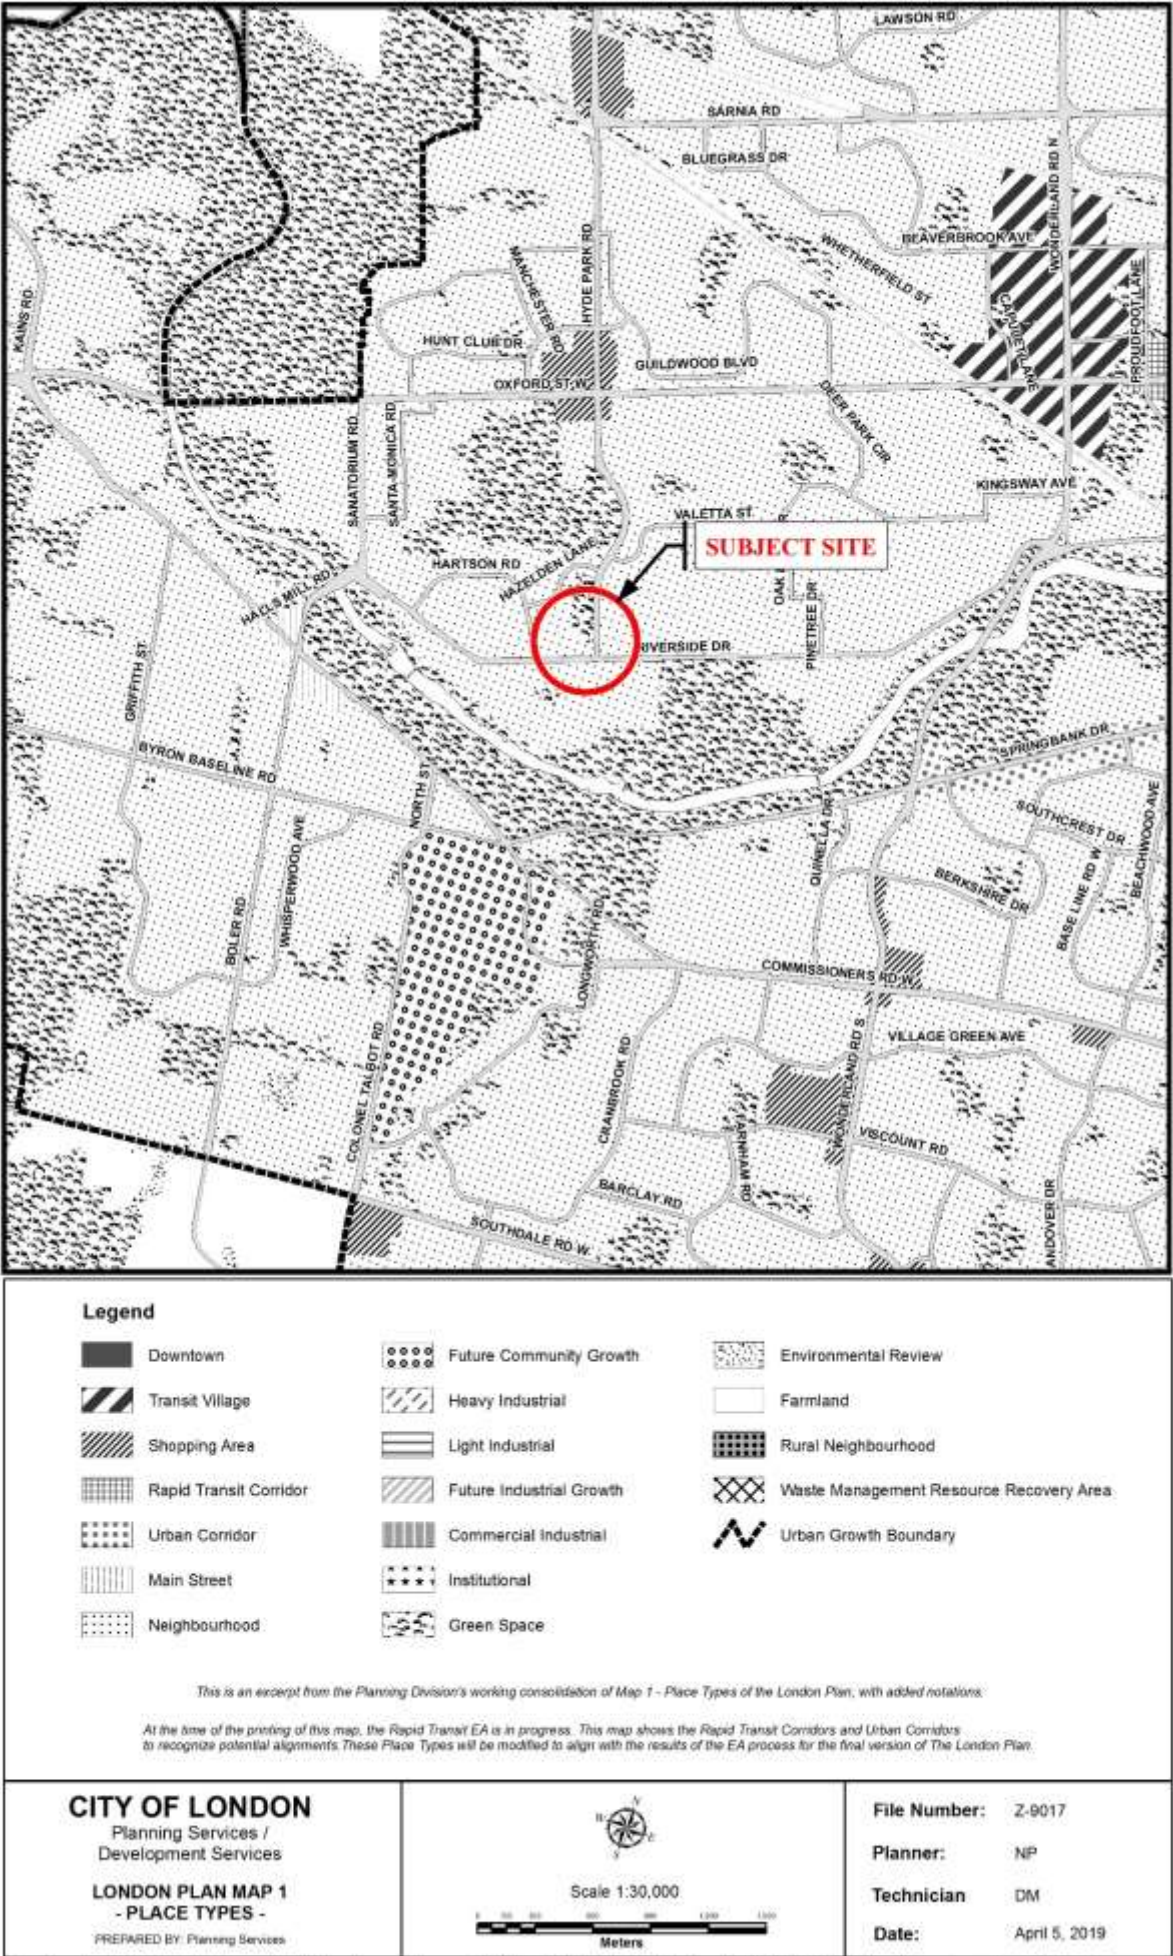 LAWSON RD
SARNIA RD
BLUEGRASS DR
WONDERLAND RD N
BEAVERBROOK AVE
WHETHERFIELD ST
MANCHESTER RD
HYDE PARK RD
KAINS RD
CAPULET LANE
PROUDFOOT LANE
HUNT CLUB DR
GUILDWOOD BLVD
OXFORD ST W
DEER PARK CIR
SANATORIUM RD
SANTA MONICA RD
KINGSWAY AVE
VALETTA ST
SUBJECT SITE
HARTSON RD
HAZELDEN LANE
HALLS MILL RD
OAK
PINETREE DR
RIVERSIDE DR
GRIFFITH ST
SPRINGBANK DR
BYRON BASELINE RD
NORTH ST
SOUTHCREST DR
BEACHWOOD AVE
WHISPERWOOD AVE
QUINELLA DR
BERKSHIRE DR
BASE LINE RD W
BOLER RD
LONGWORTH RD
COMMISSIONERS RD W
VILLAGE GREEN AVE
COLONEL TALBOT RD
CRANBROOK RD
WONDERLAND RD S
VISCOUNT RD
FARNHAM RD
BARCLAY RD
ANDOVER DR
SOUTHDALE RD W
Legend
Downtown
Transit Village
Shopping Area
Rapid Transit Corridor
Urban Corridor
Main Street
Neighbourhood
Future Community Growth
Heavy Industrial
Light Industrial
Future Industrial Growth
Commercial Industrial
Institutional
Green Space
Environmental Review
Farmland
Rural Neighbourhood
Waste Management Resource Recovery Area
Urban Growth Boundary
This is an excerpt from the Planning Division's working consolidation of Map 1 - Place Types of the London Plan, with added notations.
At the time of the printing of this map, the Rapid Transit EA is in progress. This map shows the Rapid Transit Corridors and Urban Corridors
to recognize potential alignments. These Place Types will be modified to align with the results of the EA process for the final version of The London Plan.
CITY OF LONDON
Planning Services /
Development Services
LONDON PLAN MAP 1
- PLACE TYPES -
PREPARED BY: Planning Services
N
W
E
S
Scale 1:30,000
Meters
File Number: Z-9017
Planner: NP
Technician DM
Date: April 5, 2019